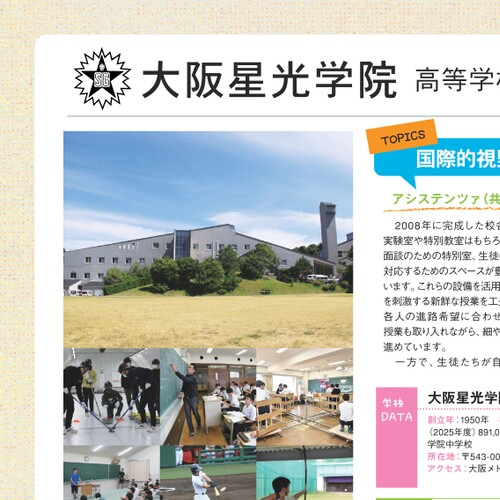 SG
大阪星光学院 高等学校
TOPICS
国際的視野
アシステンツァ（共
2008年に完成した校舎
実験室や特別教室はもちろ
面談のための特別室、生徒
対応するためのスペースが
います。これらの設備を活用
を刺激する新鮮な授業を工
各人の進路希望に合わせ
授業も取り入れながら、細や
進めています。
一方で、生徒たちが自
学校
DATA
大阪星光学
創立年：1950年
（2025年度）891,0
学院中学校
所在地：〒543-00
アクセス：大阪メト